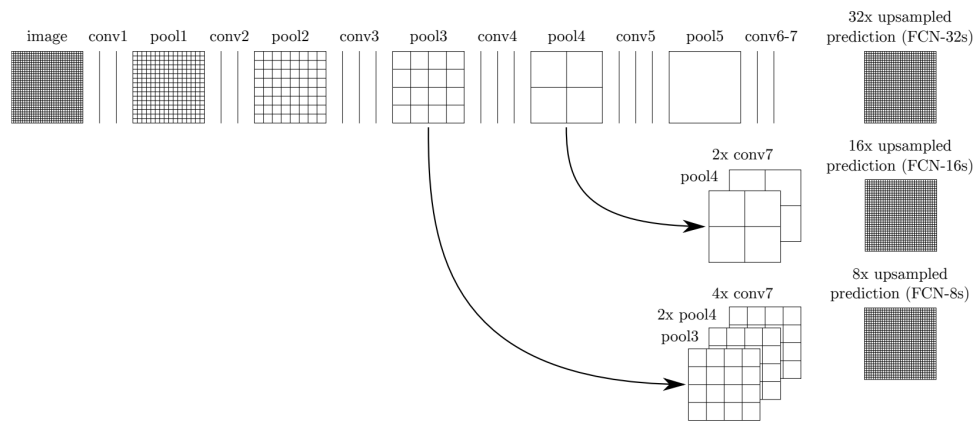 image conv1 pool1 conv2 pool2 conv3 pool3 conv4 pool4 conv5 pool5 conv6-7
32x upsampled
prediction (FCN-32s)
16x upsampled
prediction (FCN-16s)
2x conv7
pool4
8x upsampled
prediction (FCN-8s)
4x conv7
2x pool4
pool3